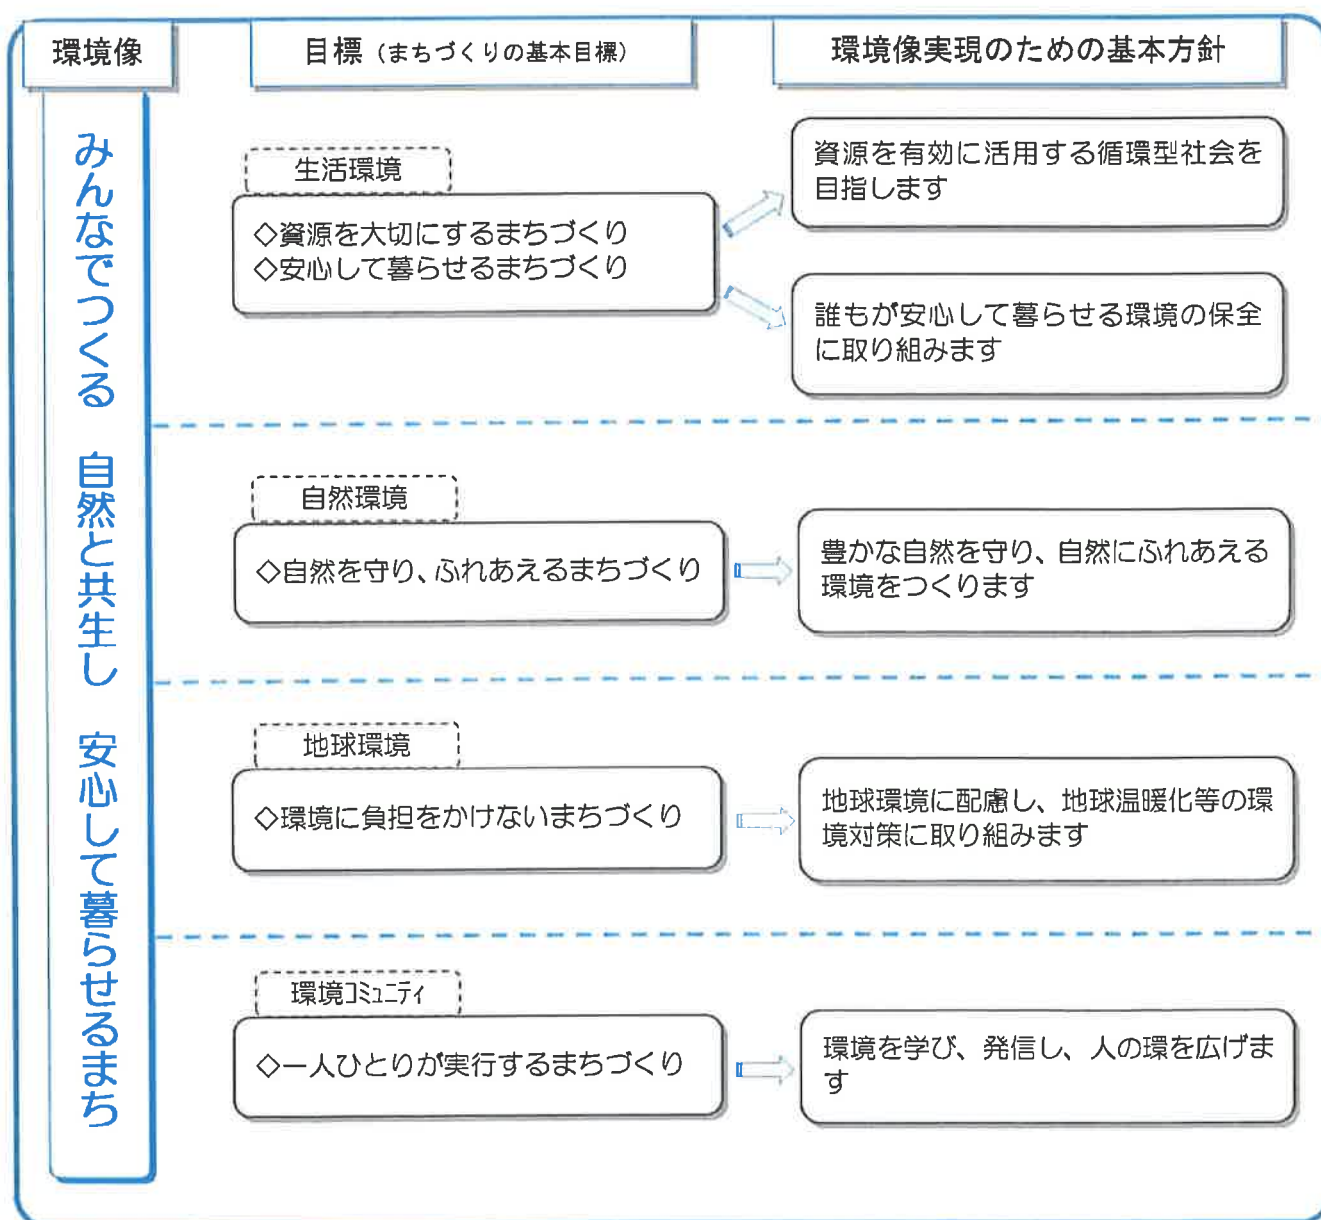 環境像
目標（まちづくりの基本目標）
環境像実現のための基本方針
みんなでつくる　自然と共生し　安心して暮らせるまち
生活環境
◇資源を大切にするまちづくり
◇安心して暮らせるまちづくり
資源を有効に活用する循環型社会を
目指します
誰もが安心して暮らせる環境の保全
に取り組みます
自然環境
◇自然を守り、ふれあえるまちづくり
豊かな自然を守り、自然にふれあえる
環境をつくります
地球環境
◇環境に負担をかけないまちづくり
地球環境に配慮し、地球温暖化等の環
境対策に取り組みます
環境ｺﾐｭﾆﾃｨ
◇一人ひとりが実行するまちづくり
環境を学び、発信し、人の環を広げま
す